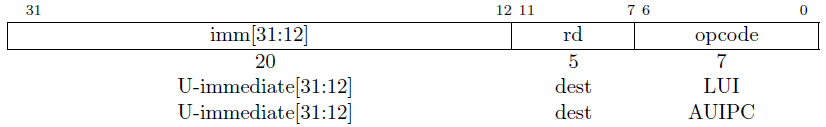 31 12 11 7 6 0
imm[31:12] rd opcode
20 5 7
U-immediate[31:12] dest LUI
U-immediate[31:12] dest AUIPC